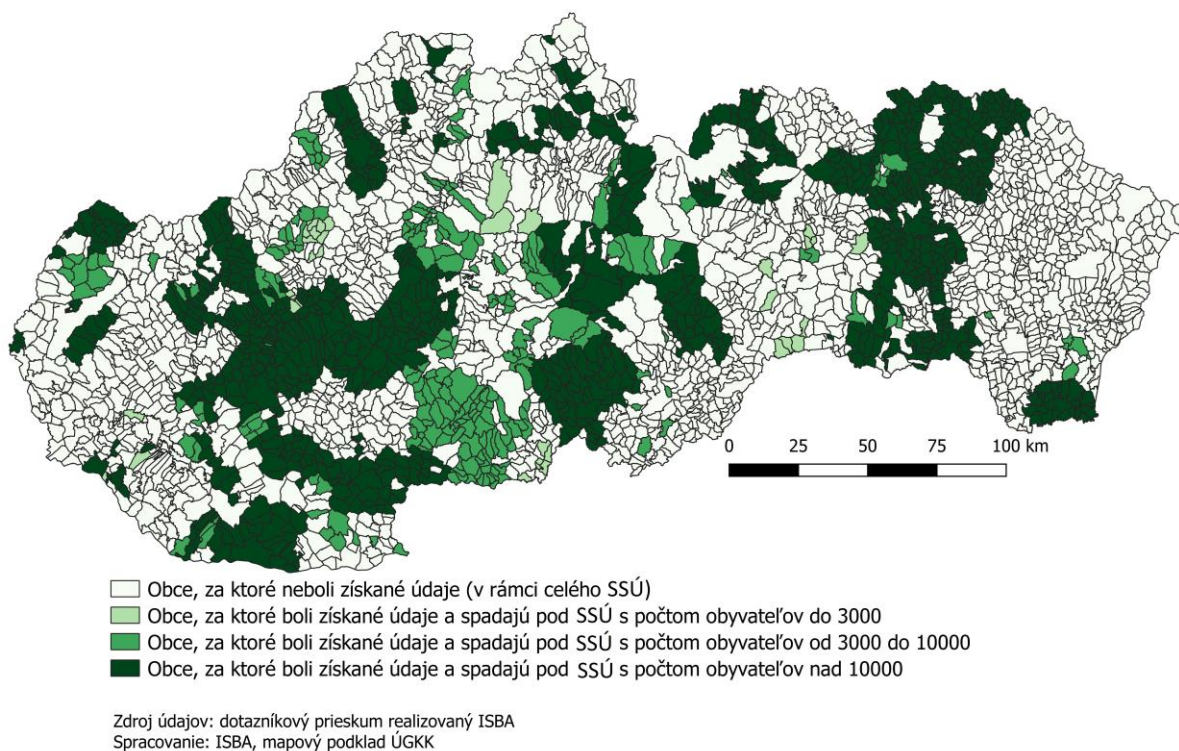 0 25 50 75 100 km
Obce, za ktoré neboli získané údaje (v rámci celého SSÚ)
Obce, za ktoré boli získané údaje a spadajú pod SSÚ s počtom obyvateľov do 3000
Obce, za ktoré boli získané údaje a spadajú pod SSÚ s počtom obyvateľov od 3000 do 10000
Obce, za ktoré boli získané údaje a spadajú pod SSÚ s počtom obyvateľov nad 10000
Zdroj údajov: dotazníkový prieskum realizovaný ISBA
Spracovanie: ISBA, mapový podklad ÚGKK